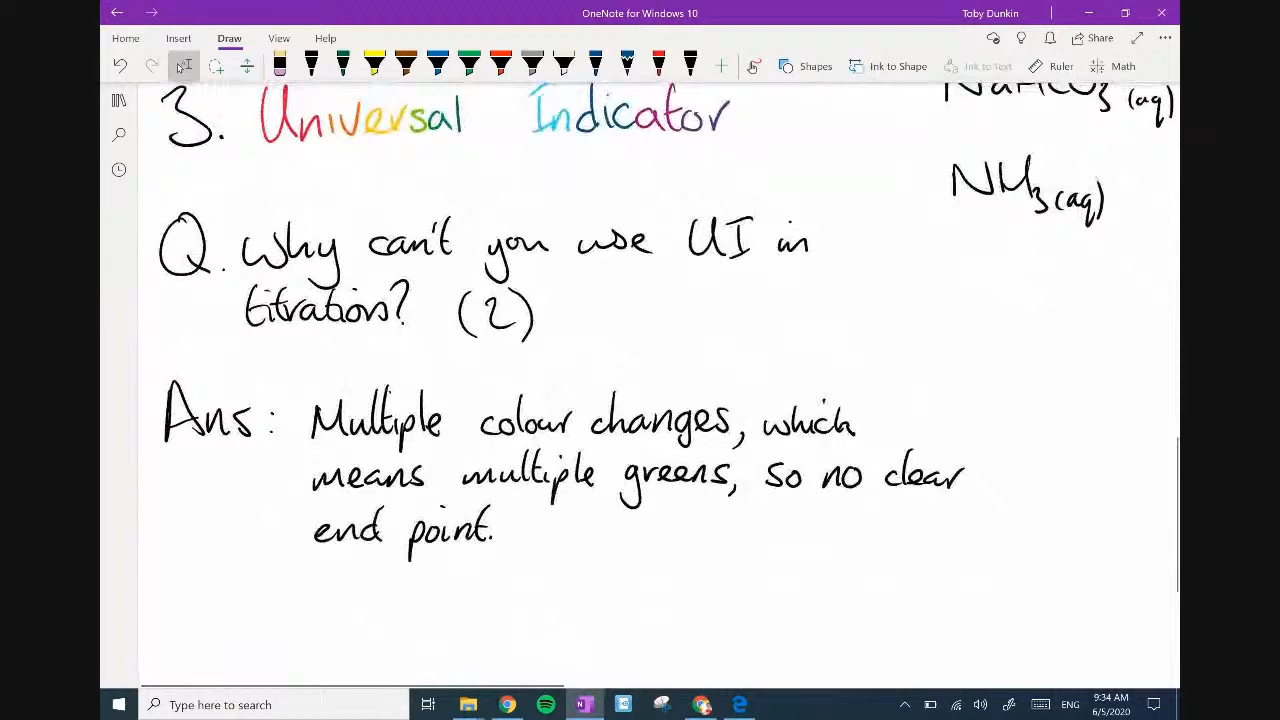 OneNote for Windows 10
Toby Dunkin
Home
Insert
Draw
View
Help
Share
Shapes
Ink to Shape
Ink to Text
Ruler
Math
3. Universal Indicator
NaHCO3 (aq)
NH3(aq)
Q. Why can't you use UI in
titrations? (2)
Ans: Multiple colour changes, which
means multiple greens, so no clear
end point.
Type here to search
ENG
9:34 AM
6/5/2020